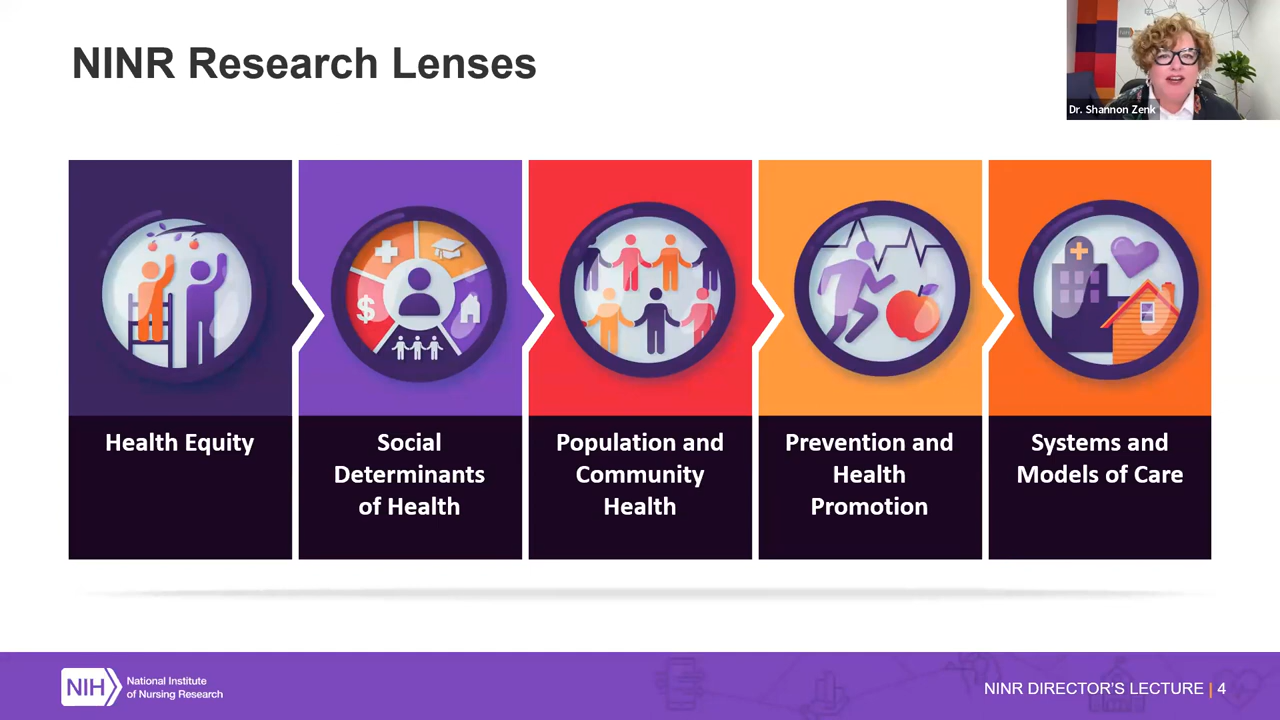 NINR Research Lenses
Dr. Shannon Zenk
$
Health Equity
Social
Determinants
of Health
Population and
Community
Health
Prevention and
Health
Promotion
Systems and
Models of Care
NIH
National Institute
of Nursing Research
NINR DIRECTOR'S LECTURE | 4